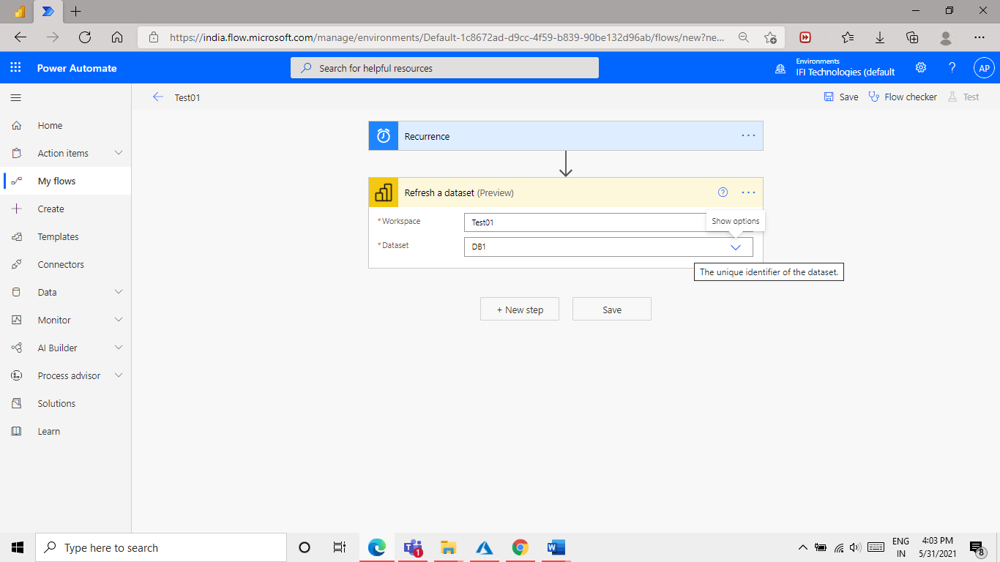 https://india.flow.microsoft.com/manage/environments/Default-1c8672ad-d9cc-4f59-b839-90be132d96ab/flows/new?ne...
Power Automate
Search for helpful resources
Environments
IFI Technologies (default
?
AP
Test01
Save
Flow checker
Test
Home
Action items
My flows
Create
Templates
Connectors
Data
Monitor
AI Builder
Process advisor
Solutions
Learn
Recurrence
Refresh a dataset (Preview)
* Workspace
Test01
Show options
* Dataset
DB1
The unique identifier of the dataset.
+ New step
Save
Type here to search
1
ENG
IN
4:03 PM
5/31/2021
8